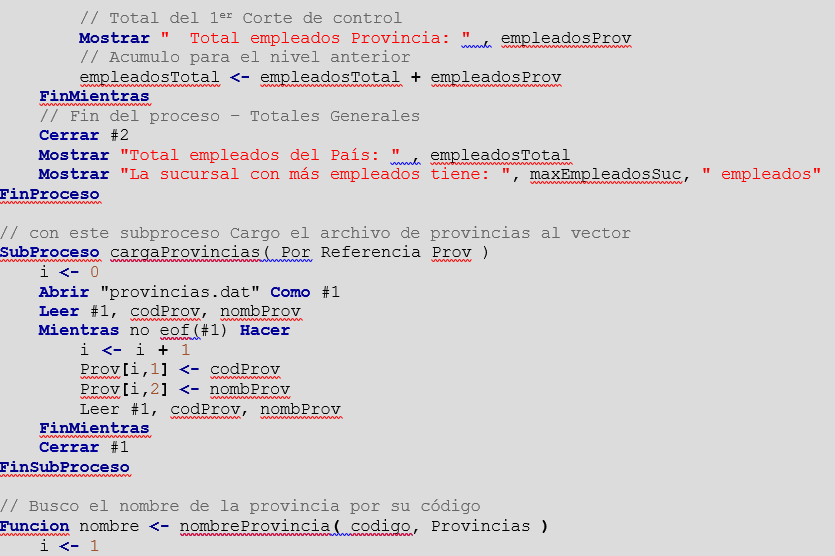 // Total del 1er Corte de control
Mostrar "  Total empleados Provincia: " , empleadosProv
// Acumulo para el nivel anterior
empleadosTotal <- empleadosTotal + empleadosProv
FinMientras
// Fin del proceso – Totales Generales
Cerrar #2
Mostrar "Total empleados del País: " , empleadosTotal
Mostrar "La sucursal con más empleados tiene: ", maxEmpleadosSuc, " empleados"
FinProceso
// con este subproceso Cargo el archivo de provincias al vector
SubProceso cargaProvincias( Por Referencia Prov )
i <- 0
Abrir "provincias.dat" Como #1
Leer #1, codProv, nombProv
Mientras no eof(#1) Hacer
i <- i + 1
Prov[i,1] <- codProv
Prov[i,2] <- nombProv
Leer #1, codProv, nombProv
FinMientras
Cerrar #1
FinSubProceso
// Busco el nombre de la provincia por su código
Funcion nombre <- nombreProvincia( codigo, Provincias )
i <- 1